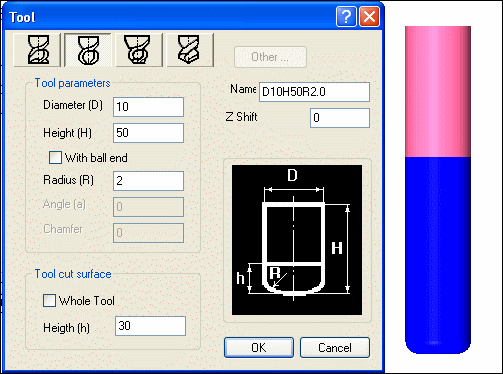 Tool
Other ...
Tool parameters
Diameter (D) 10
Height (H) 50
With ball end
Radius (R) 2
Angle (a) 0
Chamfer 0
Name D10H50R2.0
Z Shift 0
D
H
h
R
Tool cut surface
Whole Tool
Heigth (h) 30
OK
Cancel